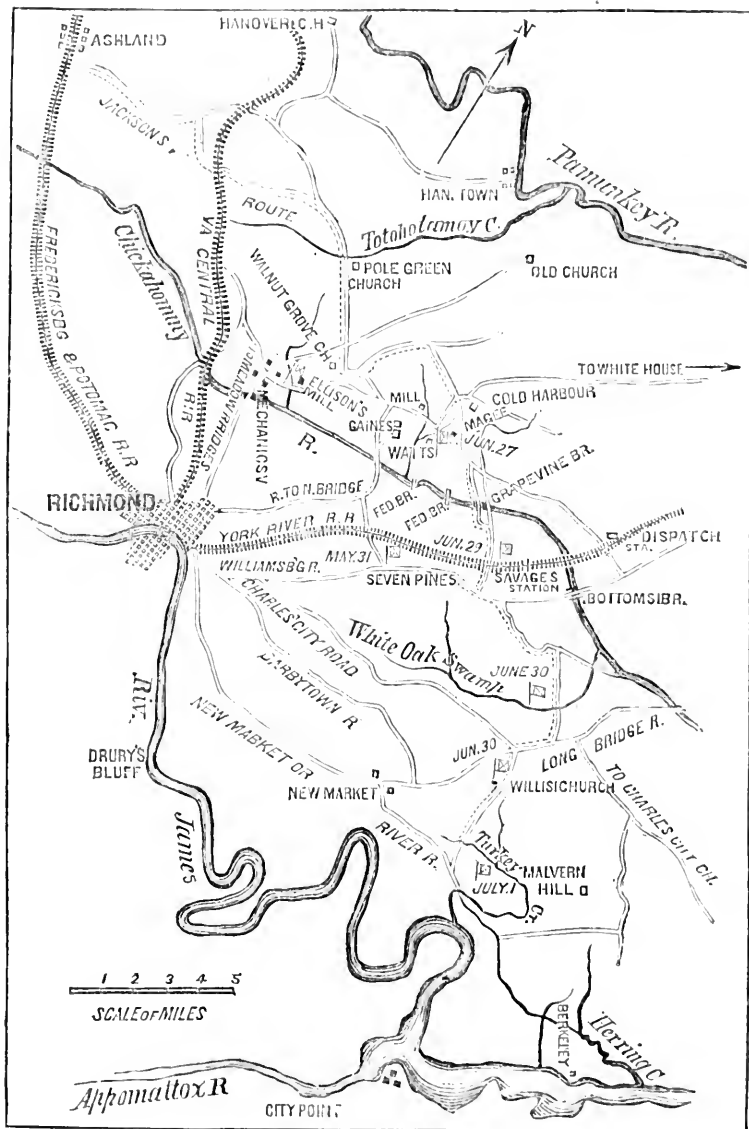 HANOVER C.H
ASHLAND
N
JACKSON'S
ROUTE
HAN. TOWN
Pamunkey R.
Totopotamoy C.
Chickahominy
R.
FREDERICKSBG & POTOMAC R.R
VA CENTRAL
R.R
POLE GREEN
CHURCH
OLD CHURCH
WALNUT GROVE CH
MEADOW BRIDGES
MECHANICSV
ELLISON'S
MILL
TO WHITE HOUSE
MILL
GAINES
WATTS
MAGEE
COLD HARBOUR
JUN. 27
RICHMOND
R. TO N. BRIDGE
FED. BR.
FED. BR.
GRAPEVINE BR.
YORK RIVER R.R
JUN. 29
MAY. 31
DISPATCH
STA.
WILLIAMSB'G R.
SEVEN PINES
SAVAGES
STATION
BOTTOMS BR.
CHARLES CITY ROAD
White Oak Swamp
DARBYTOWN R
JUNE 30
NEW MARKET OR
RIVER R.
JUN. 30
LONG BRIDGE R.
TO CHARLES CITY CH.
DRURY'S
BLUFF
NEW MARKET
WILLIS CHURCH
James
Riv.
Turkey
Cr.
MALVERN
HILL
JULY. 1
1 2 3 4 5
SCALE OF MILES
BERKELEY
Herring C
Appomattox R
CITY POINT